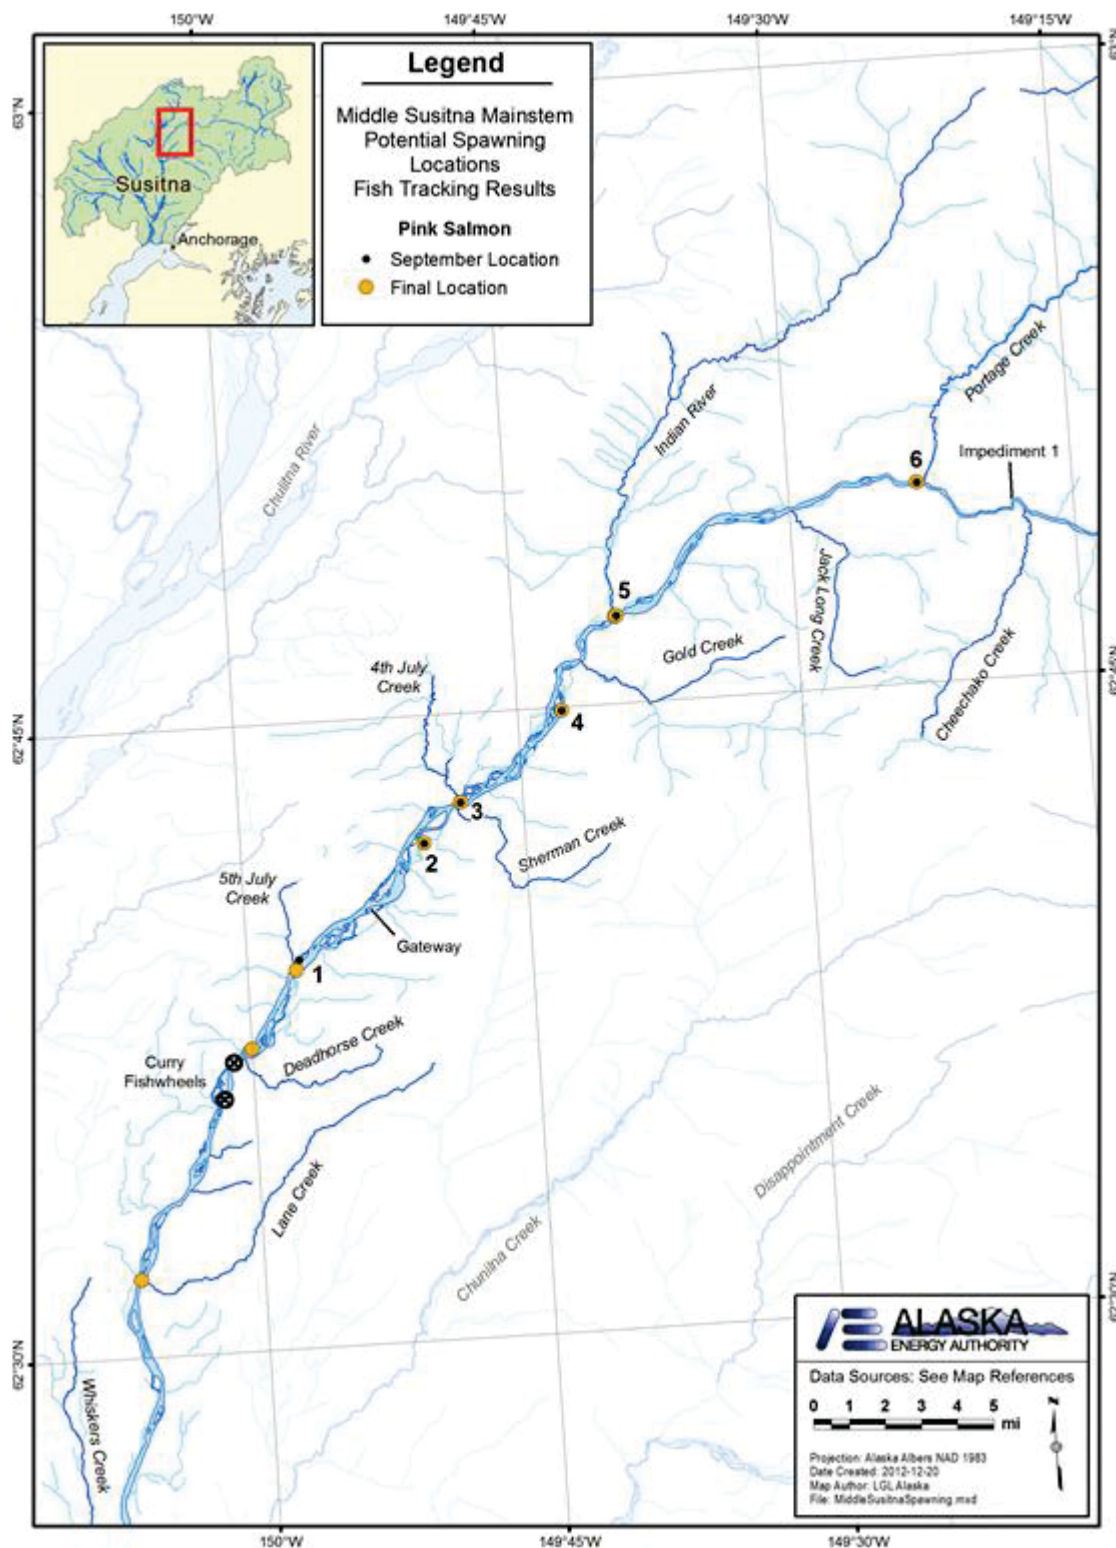 150°W
149°45'W
149°30'W
149°15'W
63°N
Legend
Middle Susitna Mainstem
Potential Spawning
Locations
Fish Tracking Results
Pink Salmon
September Location
Final Location
Susitna
Anchorage
Chulitna River
Indian River
Portage Creek
Impediment 1
6
5
Jack Long Creek
Gold Creek
Cheechako Creek
4th July
Creek
4
62°45'N
3
Sherman Creek
2
5th July
Creek
Gateway
1
Deadhorse Creek
Curry
Fishwheels
Disappointment Creek
Lane Creek
Chunilna Creek
62°30'N
Whiskers Creek
ALASKA
ENERGY AUTHORITY
Data Sources: See Map References
0 1 2 3 4 5
mi
N
Projection: Alaska Albers NAD 1983
Date Created: 2012-12-20
Map Author: LGL Alaska
File: MiddleSusitnaSpawning.mxd
150°W
149°45'W
149°30'W